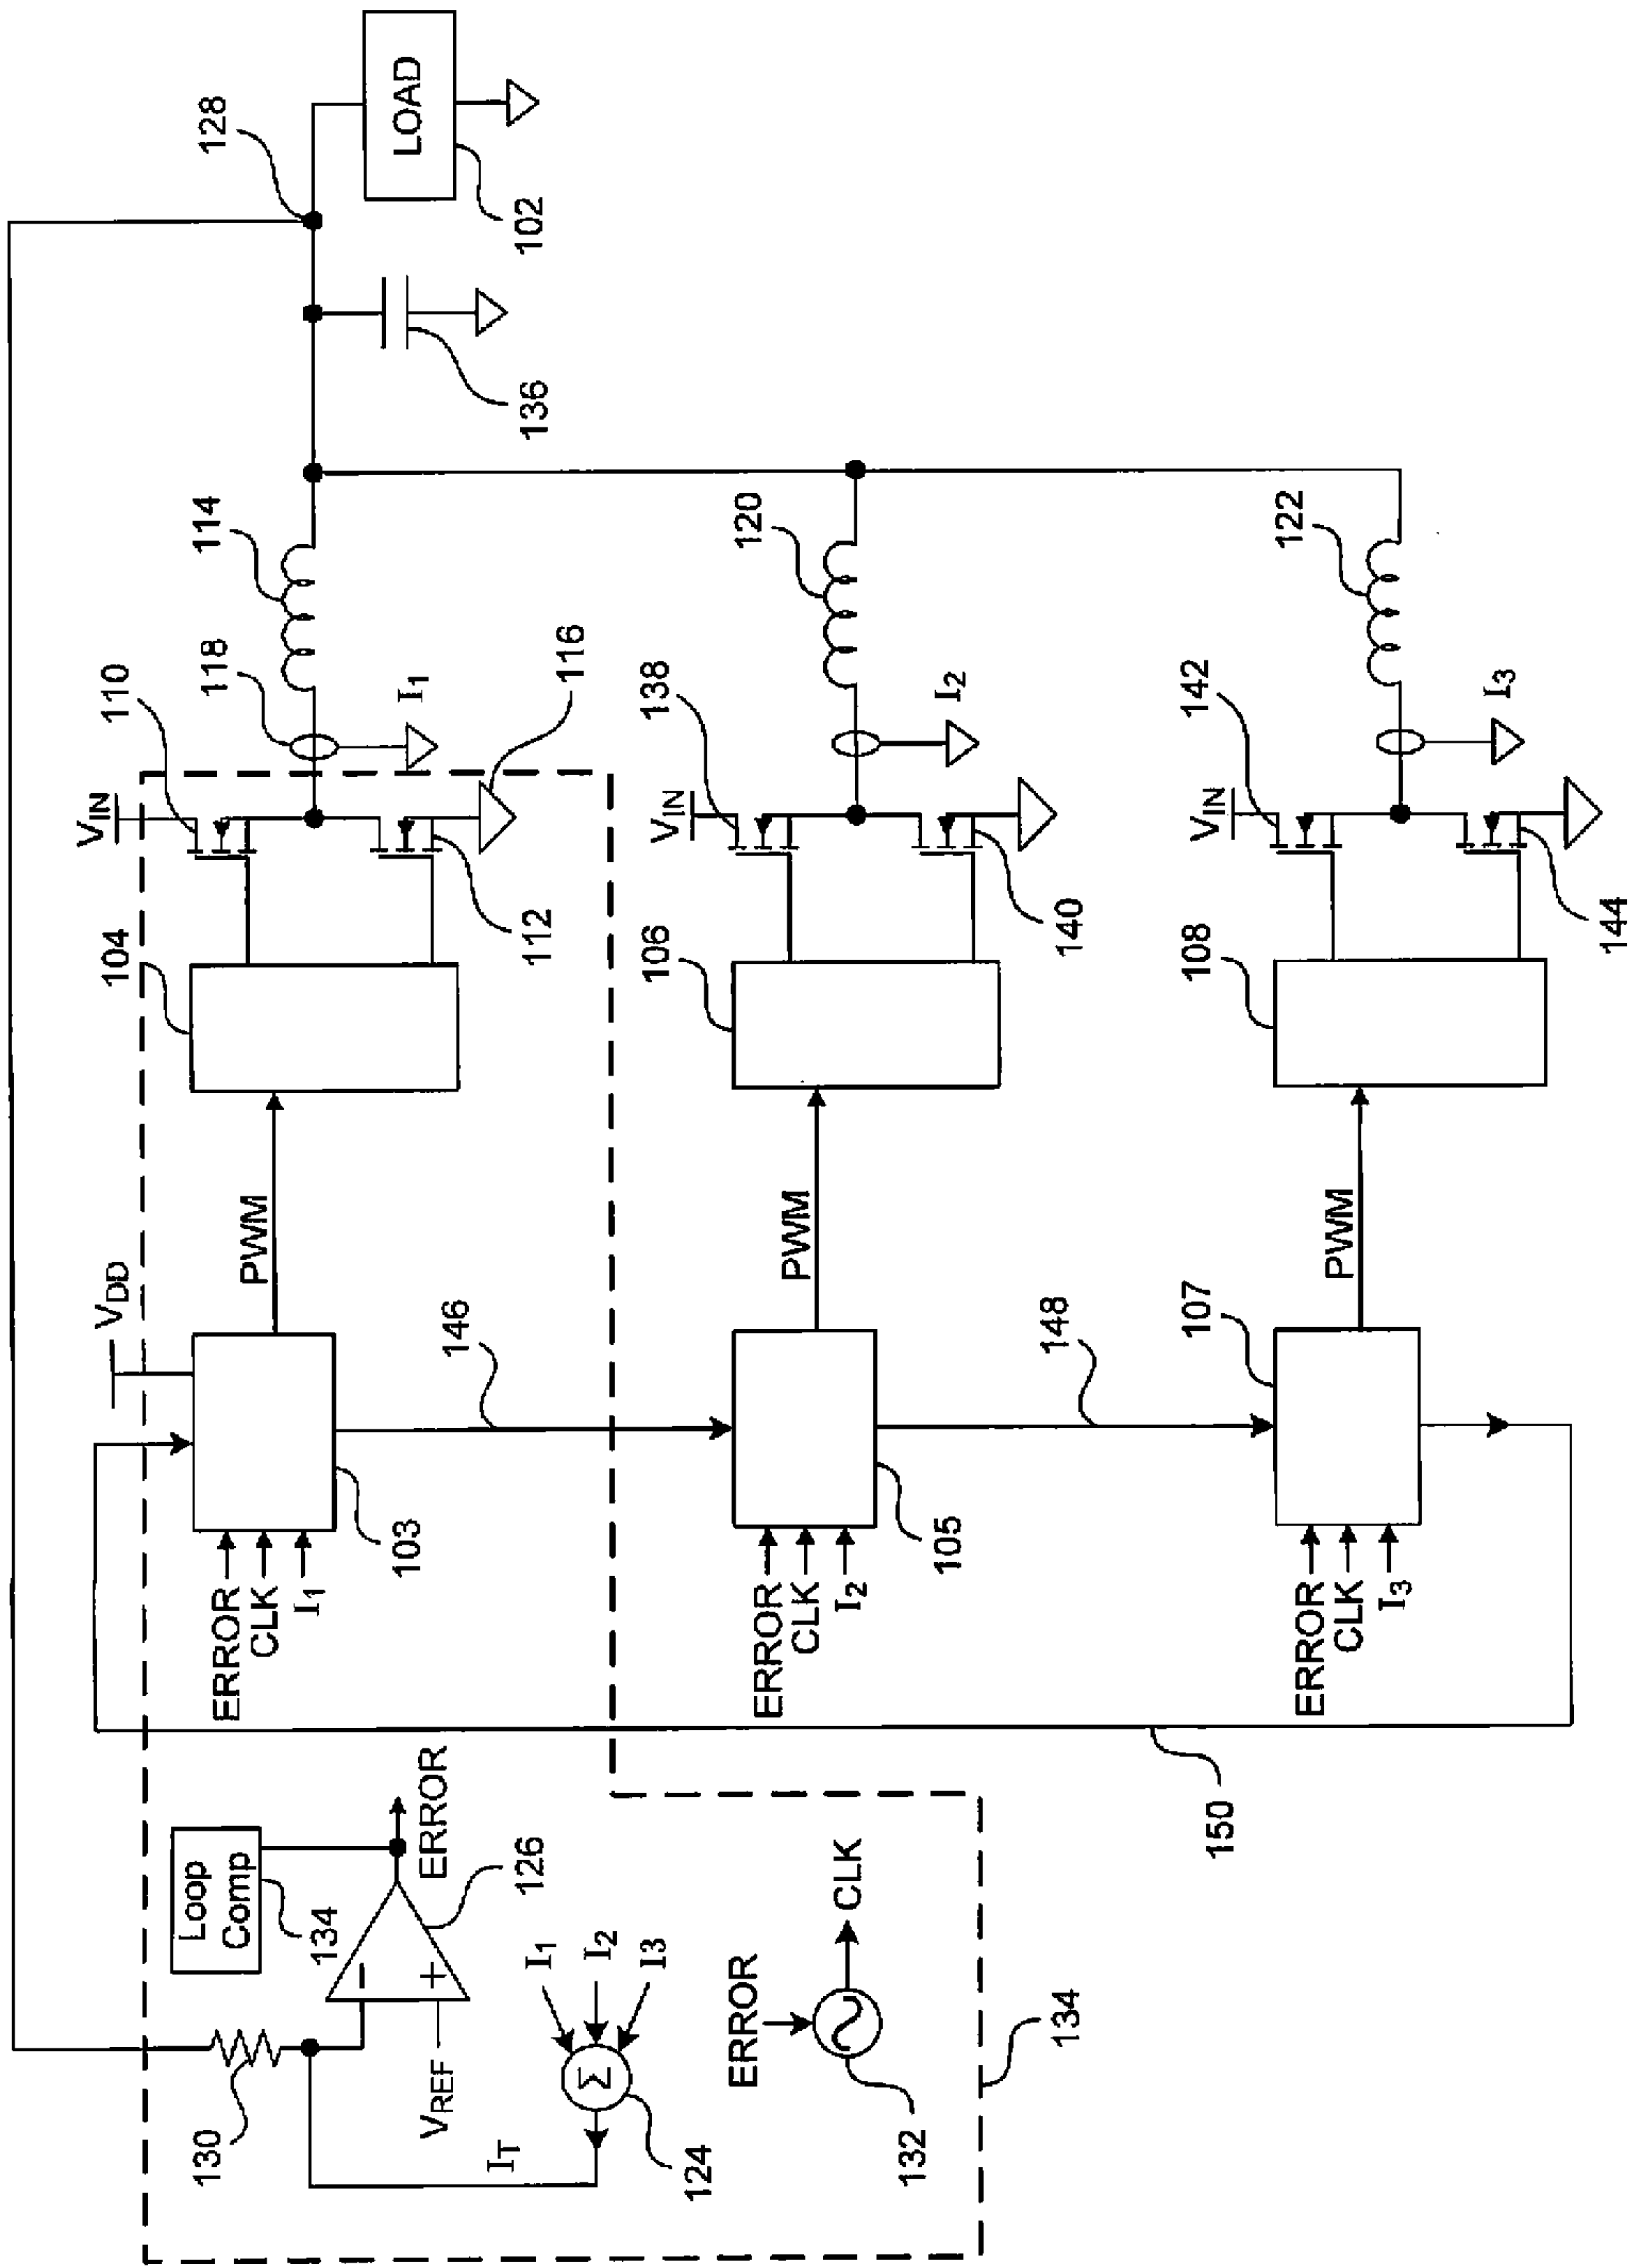 128
LOAD
102
136
114
118
110
VIN
I1
116
112
104
PWM
VDD
103
146
ERROR
CLK
I1
120
138
VIN
I2
140
106
PWM
105
148
ERROR
CLK
I2
122
142
VIN
I3
144
108
PWM
107
ERROR
CLK
I3
150
Loop
Comp
134
ERROR
126
130
VREF
IT
I1
I2
I3
Σ
124
ERROR
CLK
132
134